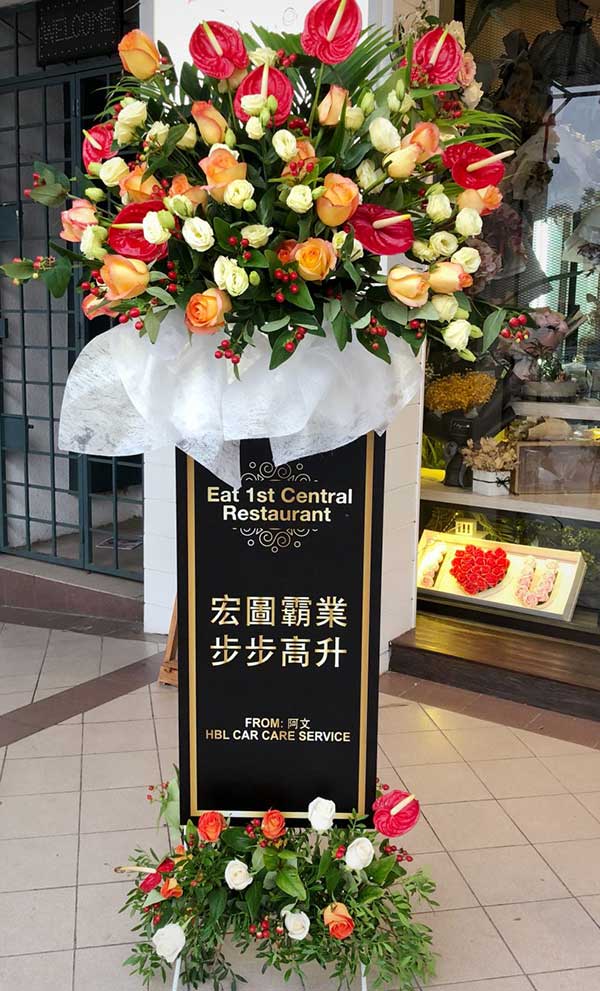 WELCOME
Eat 1st Central
Restaurant
宏圖霸業
步步高升
FROM: 阿文
HBL CAR CARE SERVICE